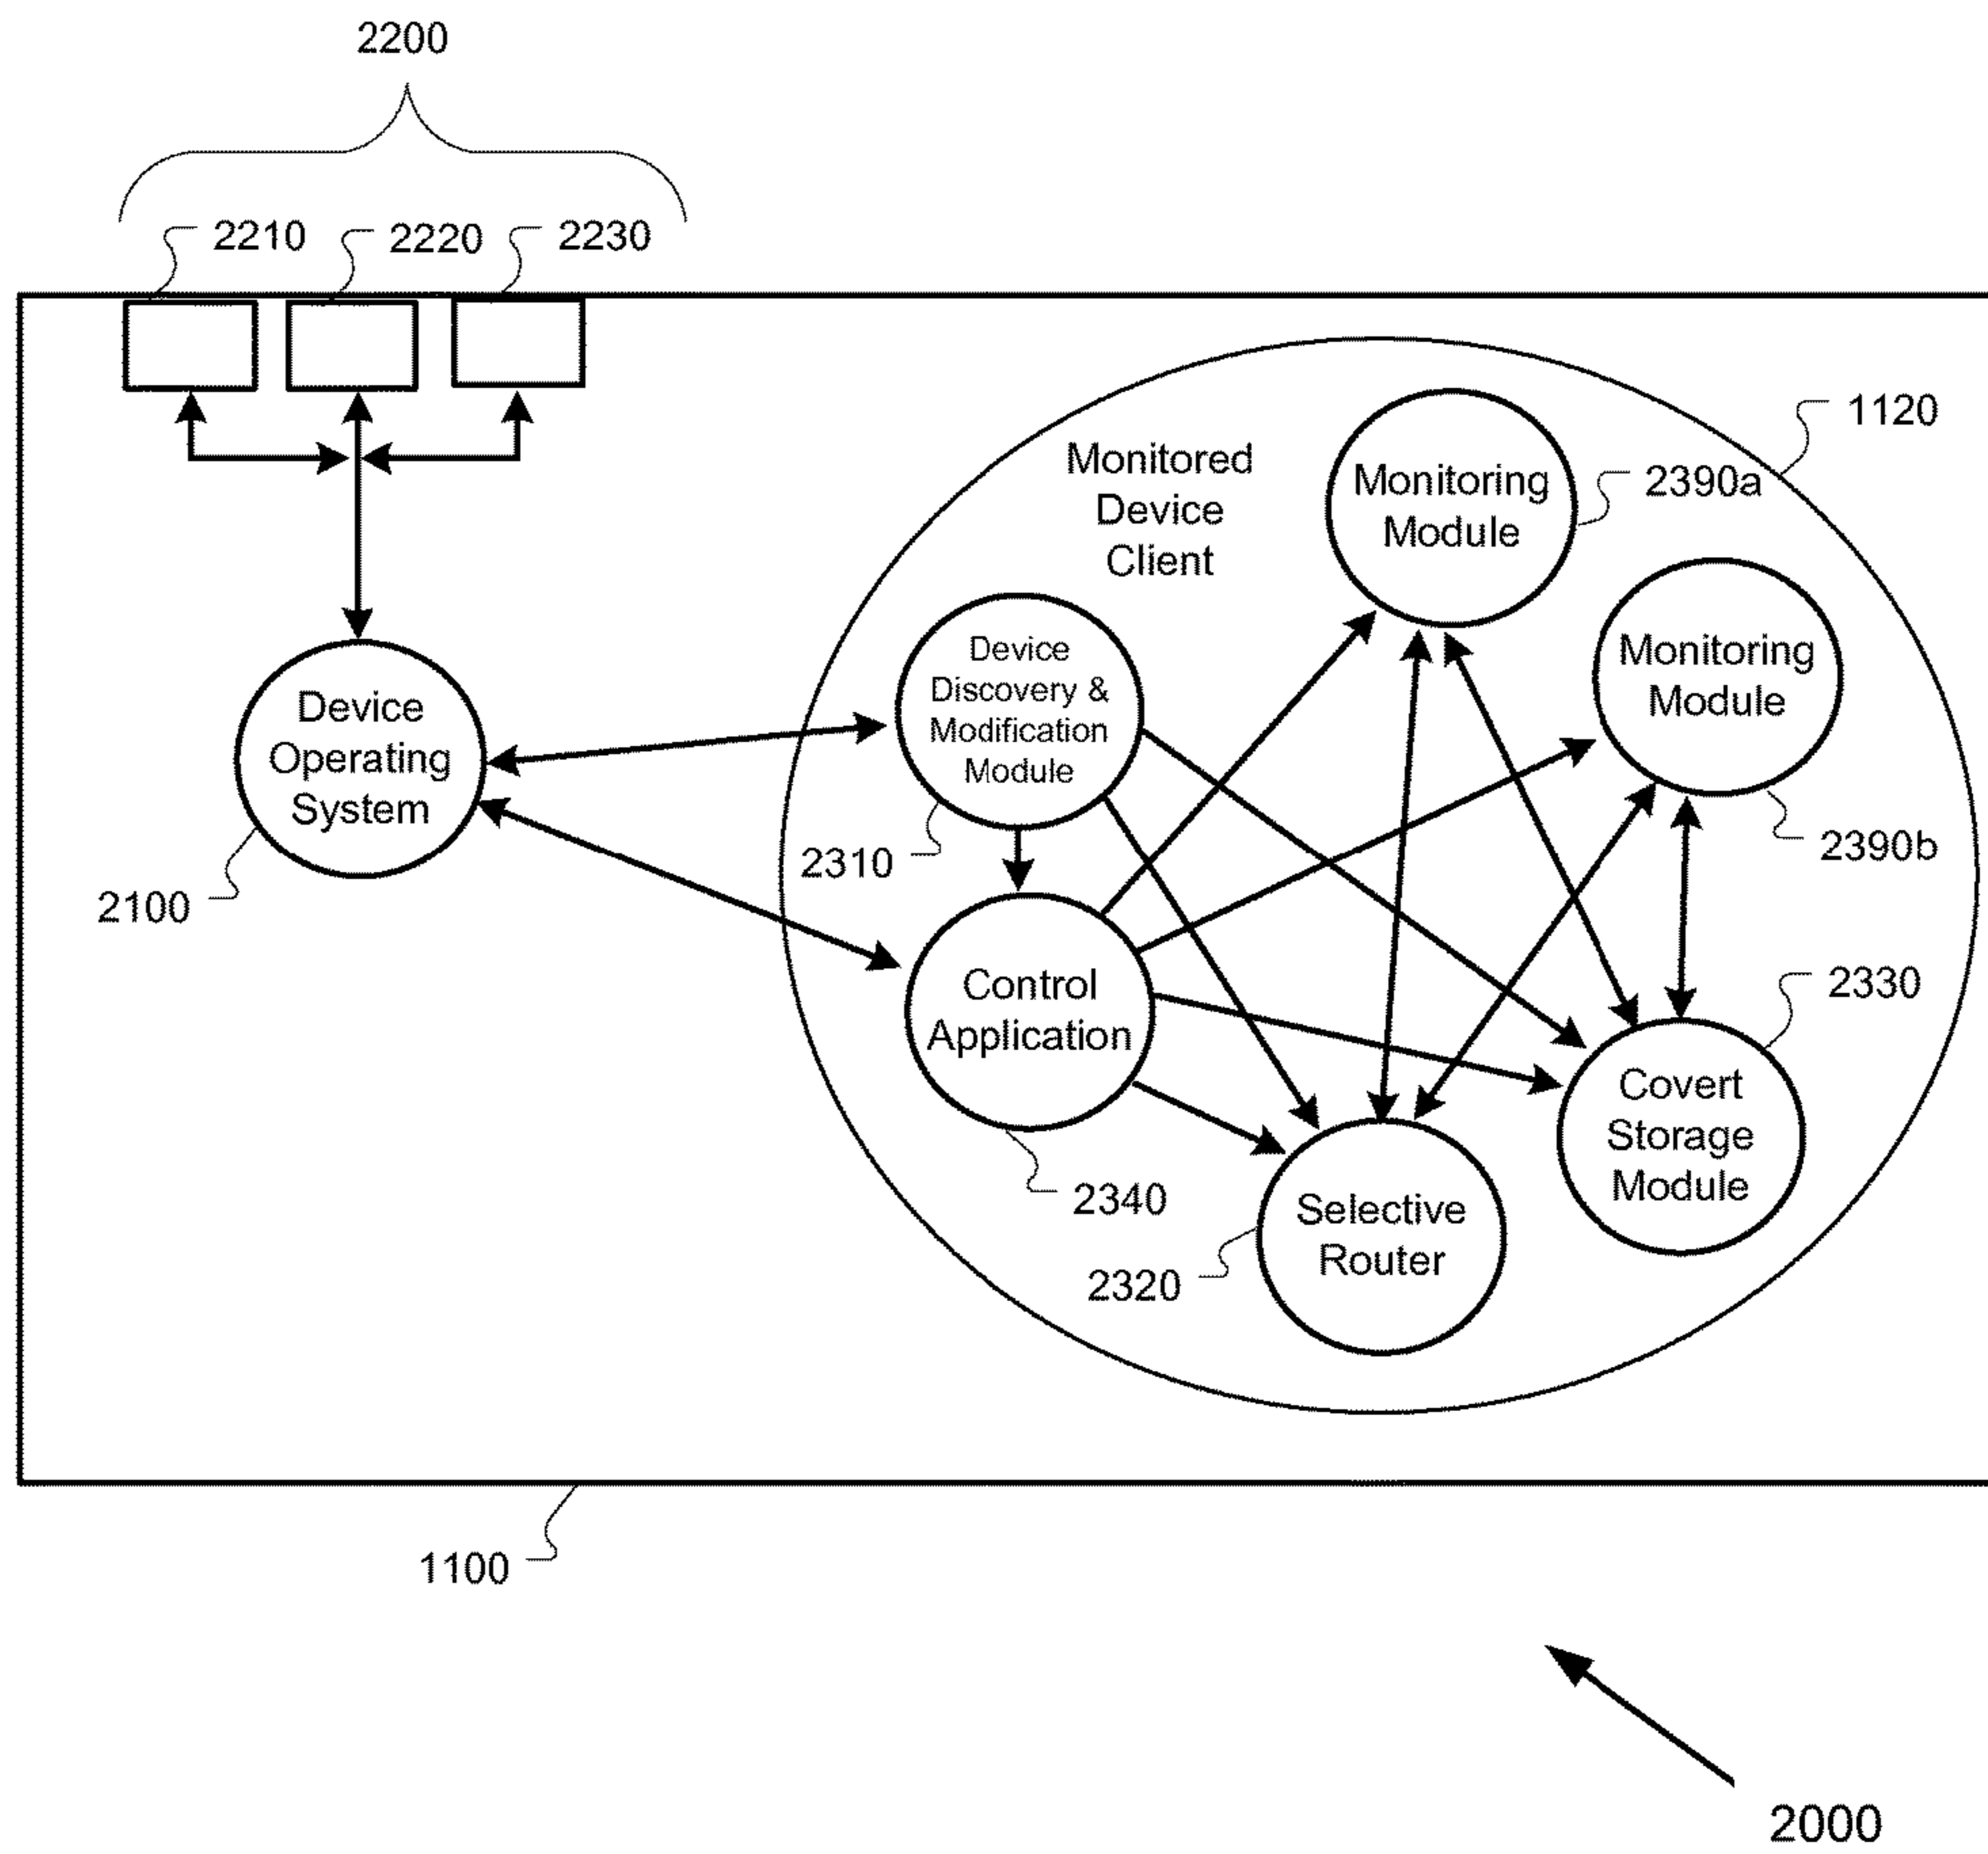 2200
2210
2220
2230
1120
Monitored
Device
Client
Monitoring
Module
2390a
Monitoring
Module
2390b
Device
Discovery &
Modification
Module
2310
Device
Operating
System
2100
Control
Application
2340
2330
Covert
Storage
Module
Selective
Router
2320
1100
2000